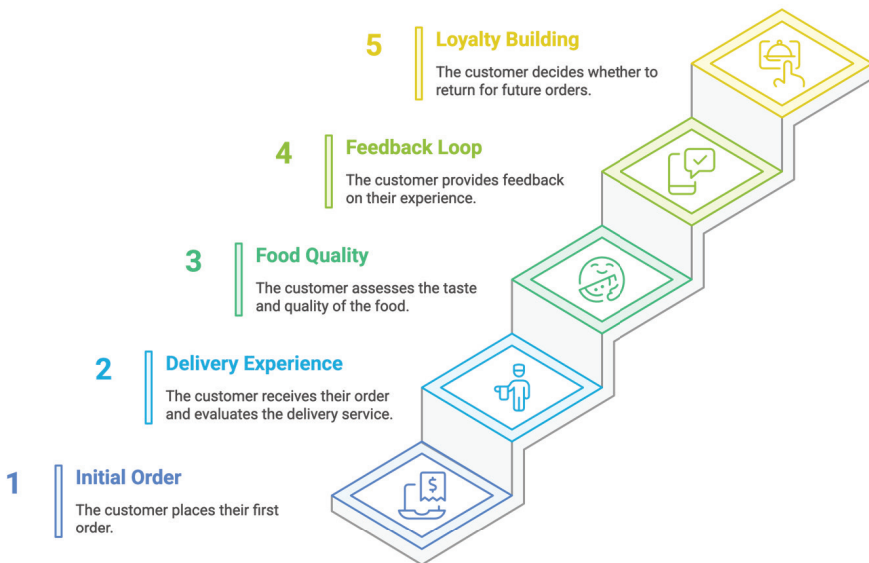 5
Loyalty Building
The customer decides whether to
return for future orders.
4
Feedback Loop
The customer provides feedback
on their experience.
3
Food Quality
The customer assesses the taste
and quality of the food.
2
Delivery Experience
The customer receives their order
and evaluates the delivery service.
1
Initial Order
The customer places their first
order.
$